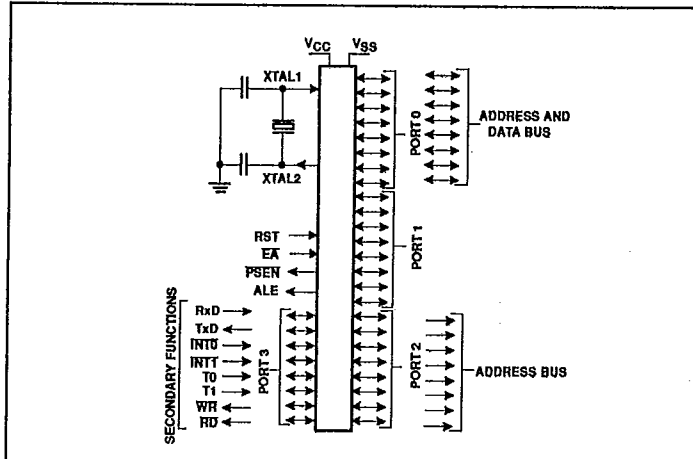 VCC VSS
XTAL1
XTAL2
PORT 0
ADDRESS AND
DATA BUS
PORT 1
RST
EA
PSEN
ALE
SECONDARY FUNCTIONS
RxD
TxD
INT0
INT1
T0
T1
WR
RD
PORT 3
PORT 2
ADDRESS BUS